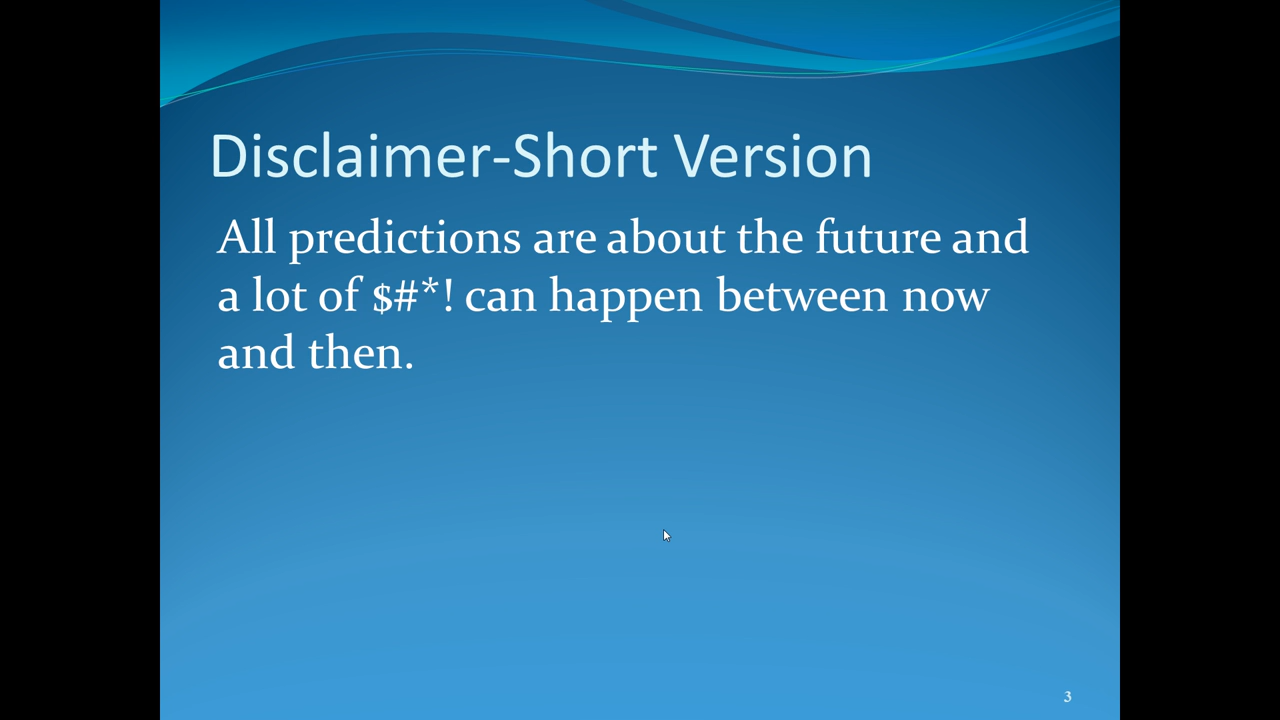 Disclaimer-Short Version
All predictions are about the future and
a lot of $#*! can happen between now
and then.
3